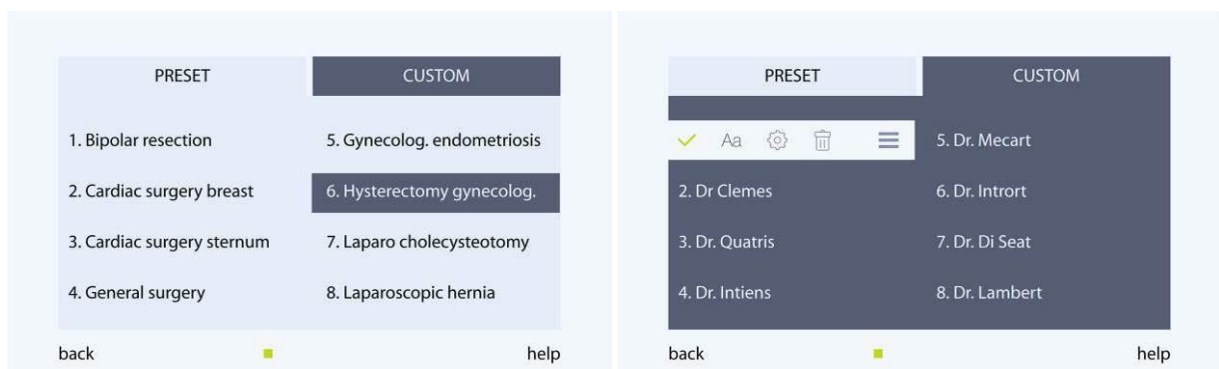 PRESET
CUSTOM
1. Bipolar resection
2. Cardiac surgery breast
3. Cardiac surgery sternum
4. General surgery
5. Gynecolog. endometriosis
6. Hysterectomy gynecolog.
7. Laparo cholecysteotomy
8. Laparoscopic hernia
back
help
PRESET
CUSTOM
Aa
2. Dr Clemes
3. Dr. Quatris
4. Dr. Intiens
5. Dr. Mecart
6. Dr. Intrort
7. Dr. Di Seat
8. Dr. Lambert
back
help